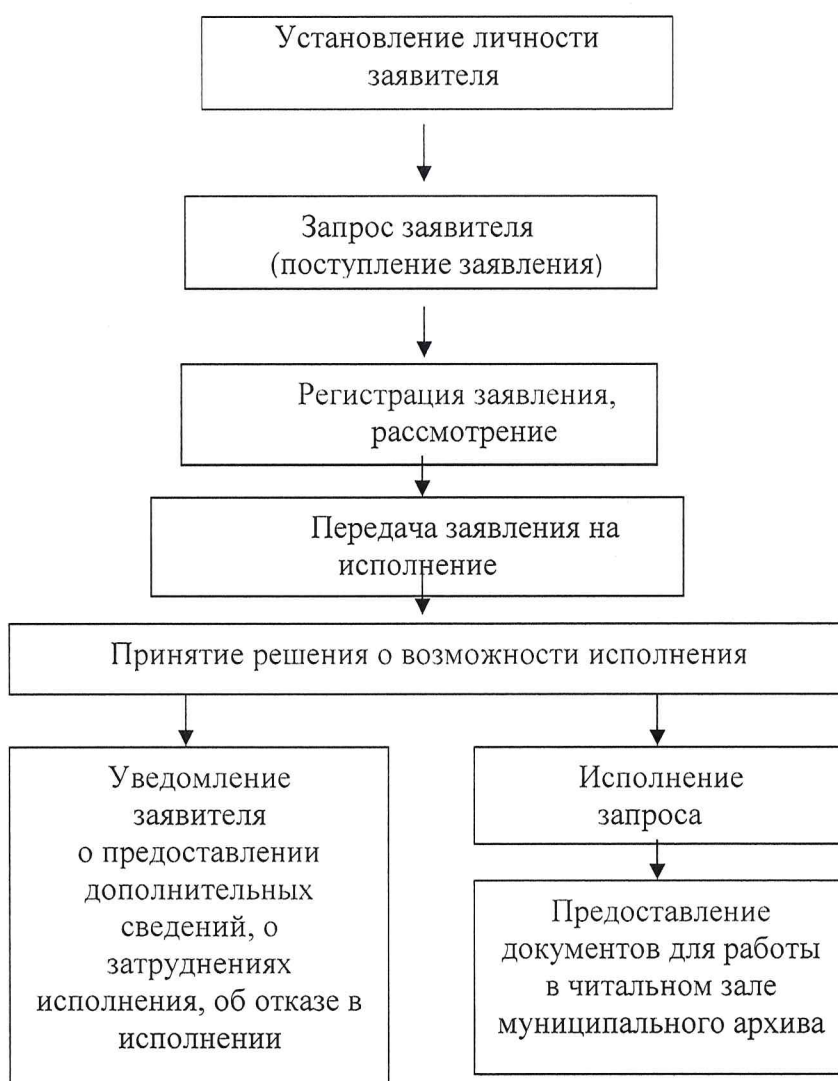 Установление личности
заявителя
Запрос заявителя
(поступление заявления)
Регистрация заявления,
рассмотрение
Передача заявления на
исполнение
Принятие решения о возможности исполнения
Уведомление
заявителя
о предоставлении
дополнительных
сведений, о
затруднениях
исполнения, об отказе в
исполнении
Исполнение
запроса
Предоставление
документов для работы
в читальном зале
муниципального архива